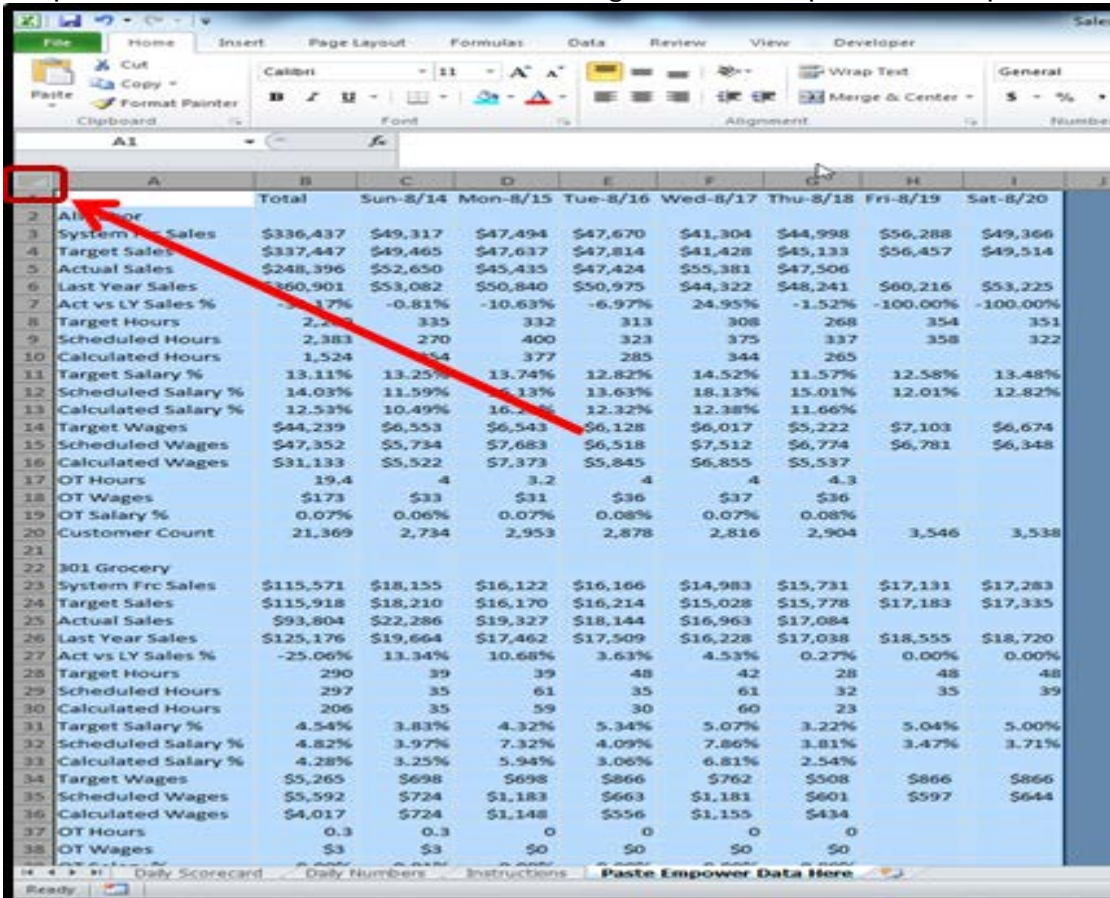 Sales
File Home Insert Page Layout Formulas Data Review View Developer
Cut
Copy
Format Painter
Paste
Calibri 11 A A
B I U
Wrap Text
Merge & Center
General
$ %
Clipboard Font Alignment Number
A1 fx
A B C D E F G H I J
Total Sun-8/14 Mon-8/15 Tue-8/16 Wed-8/17 Thu-8/18 Fri-8/19 Sat-8/20
2
3 System Sales $336,437 $49,317 $47,494 $47,670 $41,304 $44,998 $56,288 $49,366
4 Target Sales $337,447 $49,465 $47,637 $47,814 $41,428 $45,133 $56,457 $49,514
5 Actual Sales $248,396 $52,650 $45,435 $47,424 $55,381 $47,506
6 Last Year Sales $360,901 $53,082 $50,840 $50,975 $44,322 $48,241 $60,216 $53,225
7 Act vs LY Sales % -0.81% -10.63% -6.97% 24.95% -1.52% -100.00% -100.00%
8 Target Hours 335 332 313 308 268 354 351
9 Scheduled Hours 2,383 270 400 323 375 337 358 322
10 Calculated Hours 1,524 377 285 344 265
11 Target Salary % 13.11% 13.25% 13.74% 12.82% 14.52% 11.57% 12.58% 13.48%
12 Scheduled Salary % 14.03% 11.59% 13.63% 18.13% 15.01% 12.01% 12.82%
13 Calculated Salary % 12.53% 10.49% 12.32% 12.38% 11.66%
14 Target Wages $44,239 $6,553 $6,543 $6,128 $6,017 $5,222 $7,103 $6,674
15 Scheduled Wages $47,352 $5,734 $7,683 $6,518 $7,512 $6,774 $6,781 $6,348
16 Calculated Wages $31,133 $5,522 $7,373 $5,845 $6,855 $5,537
17 OT Hours 19.4 4 3.2 4 4 4.3
18 OT Wages $173 $33 $31 $36 $37 $36
19 OT Salary % 0.07% 0.06% 0.07% 0.08% 0.07% 0.08%
20 Customer Count 21,369 2,734 2,953 2,878 2,816 2,904 3,546 3,538
21
22 301 Grocery
23 System Frc Sales $115,571 $18,155 $16,122 $16,166 $14,983 $15,731 $17,131 $17,283
24 Target Sales $115,918 $18,210 $16,170 $16,214 $15,028 $15,778 $17,183 $17,335
25 Actual Sales $93,804 $22,286 $19,327 $18,144 $16,963 $17,084
26 Last Year Sales $125,176 $19,664 $17,462 $17,509 $16,228 $17,038 $18,555 $18,720
27 Act vs LY Sales % -25.06% 13.34% 10.68% 3.63% 4.53% 0.27% 0.00% 0.00%
28 Target Hours 290 39 39 48 42 28 48 48
29 Scheduled Hours 297 35 61 35 61 32 35 39
30 Calculated Hours 206 35 59 30 60 23
31 Target Salary % 4.54% 3.83% 4.32% 5.34% 5.07% 3.22% 5.04% 5.00%
32 Scheduled Salary % 4.82% 3.97% 7.32% 4.09% 7.86% 3.81% 3.47% 3.71%
33 Calculated Salary % 4.28% 3.25% 5.94% 3.06% 6.81% 2.54%
34 Target Wages $5,265 $698 $698 $866 $762 $508 $866 $866
35 Scheduled Wages $5,592 $724 $1,183 $663 $1,181 $601 $597 $644
36 Calculated Wages $4,017 $724 $1,148 $556 $1,155 $434
37 OT Hours 0.3 0.3 0 0 0 0
38 OT Wages $3 $3 $0 $0 $0 $0
Daily Scorecard Daily Numbers Instructions Paste Empower Data Here
Ready